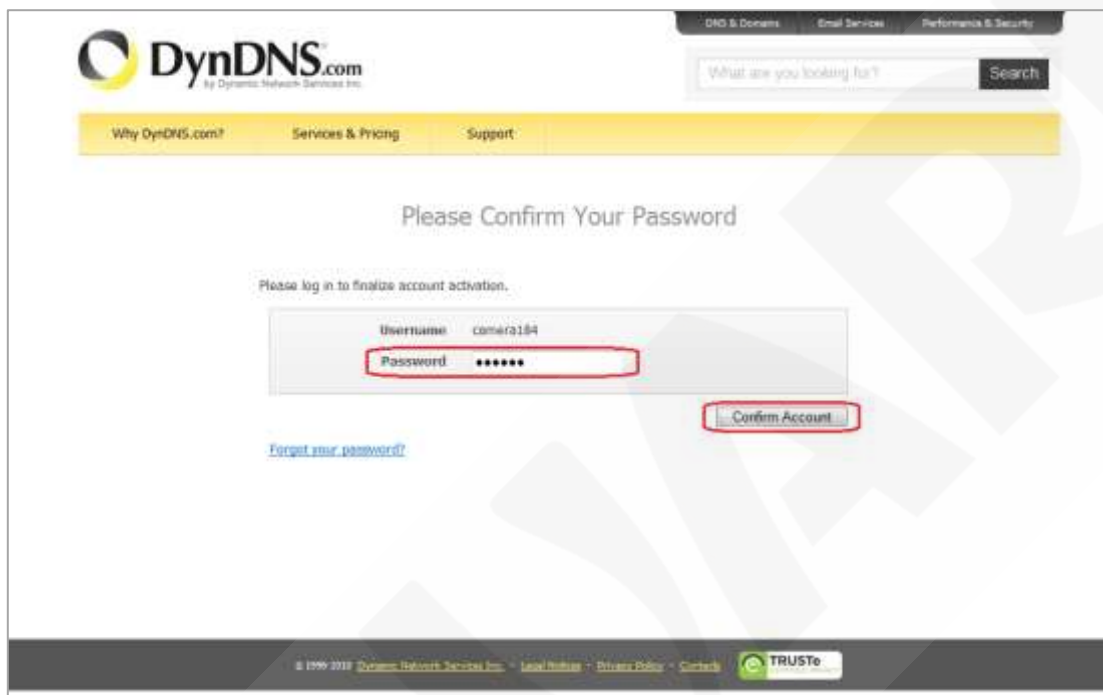 DNS & Domains Email Services Performance & Security
DynDNS.com
by Dynamic Network Services Inc.
What are you looking for? Search
Why DynDNS.com? Services & Pricing Support
Please Confirm Your Password
Please log in to finalize account activation.
Username camera184
Password ●●●●●●
Confirm Account
Forgot your password?
© 1998-2010 Dynamic Network Services Inc. - Legal Notices - Privacy Policy - Contacts TRUSTe